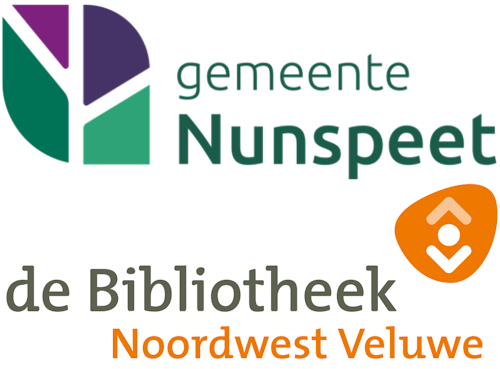 gemeente
Nunspeet
de Bibliotheek
Noordwest Veluwe